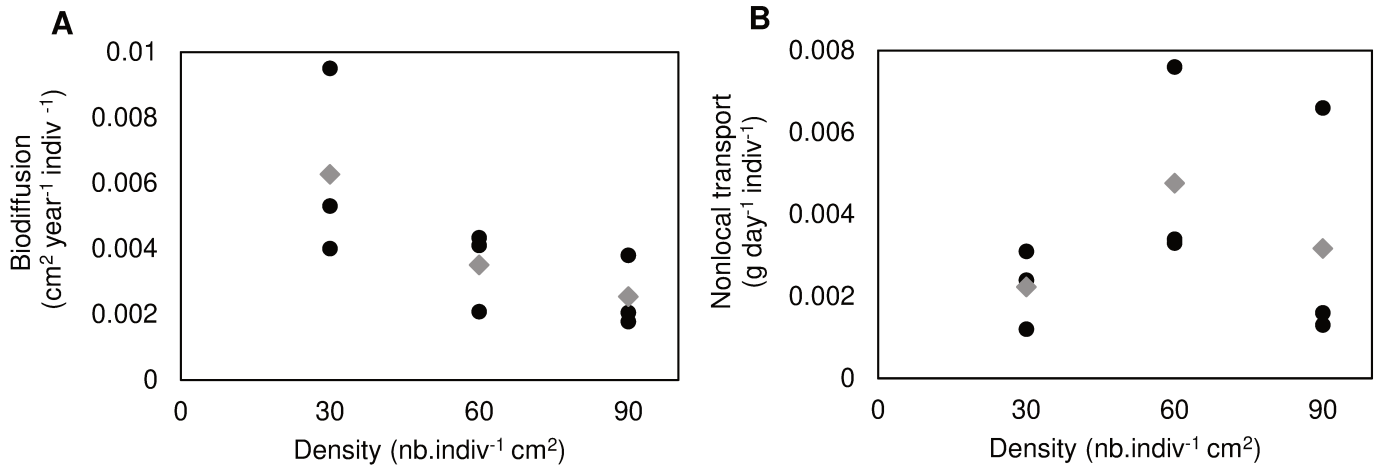 A
Biodiffusion
(cm² year⁻¹ indiv ⁻¹)
0.01
0.008
0.006
0.004
0.002
0
0 30 60 90
Density (nb.indiv⁻¹ cm²)
B
Nonlocal transport
(g day⁻¹ indiv⁻¹)
0.008
0.006
0.004
0.002
0
0 30 60 90
Density (nb.indiv⁻¹ cm²)